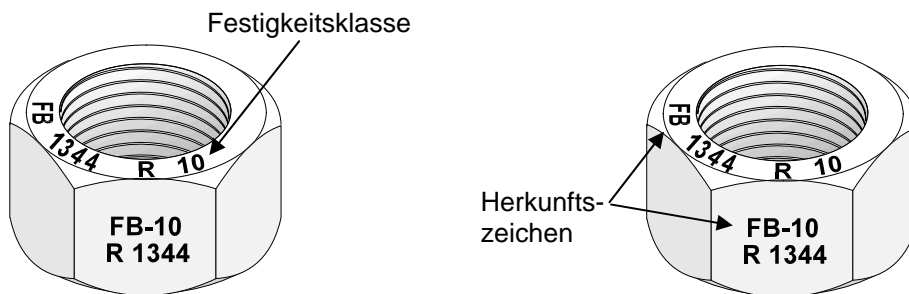 Festigkeitsklasse
FB 1344 R 10
FB-10
R 1344
Herkunfts-
zeichen
FB 1344 R 10
FB-10
R 1344